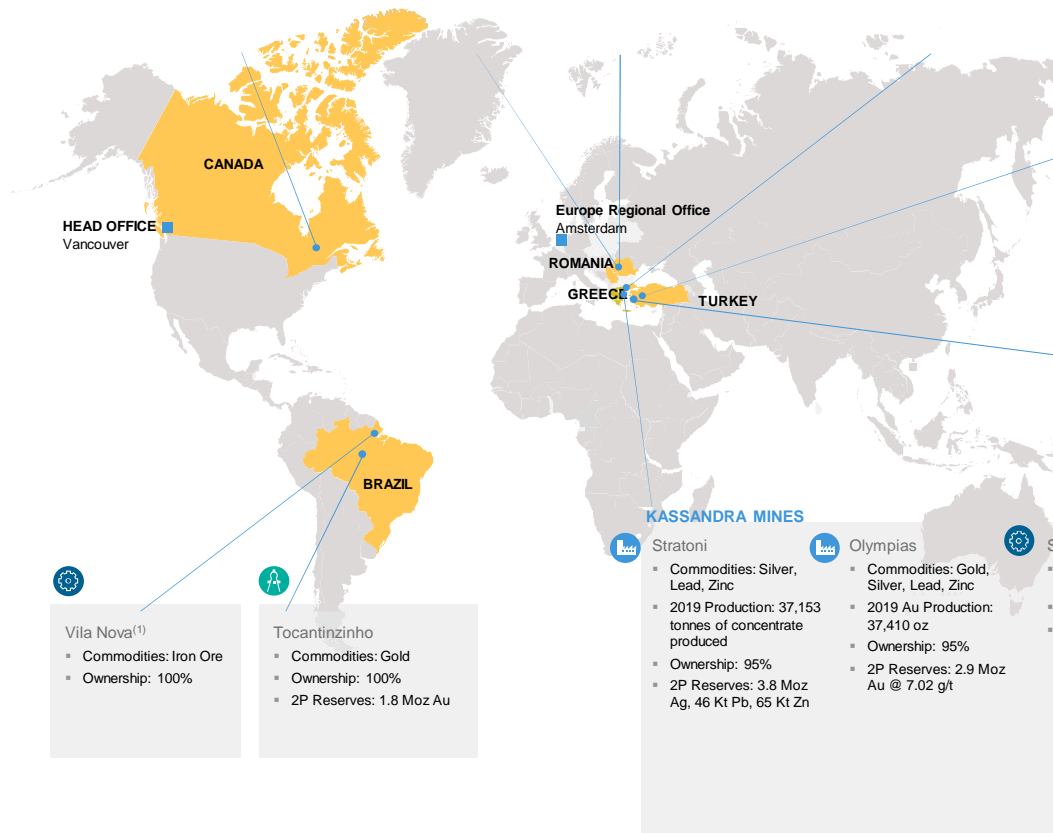 CANADA
HEAD OFFICE
Vancouver
Europe Regional Office
Amsterdam
ROMANIA
GREECE
TURKEY
BRAZIL
Vila Nova(1)
▪ Commodities: Iron Ore
▪ Ownership: 100%
Tocantinzinho
▪ Commodities: Gold
▪ Ownership: 100%
▪ 2P Reserves: 1.8 Moz Au
KASSANDRA MINES
Stratoni
▪ Commodities: Silver,
Lead, Zinc
▪ 2019 Production: 37,153
tonnes of concentrate
produced
▪ Ownership: 95%
▪ 2P Reserves: 3.8 Moz
Ag, 46 Kt Pb, 65 Kt Zn
Olympias
▪ Commodities: Gold,
Silver, Lead, Zinc
▪ 2019 Au Production:
37,410 oz
▪ Ownership: 95%
▪ 2P Reserves: 2.9 Moz
Au @ 7.02 g/t